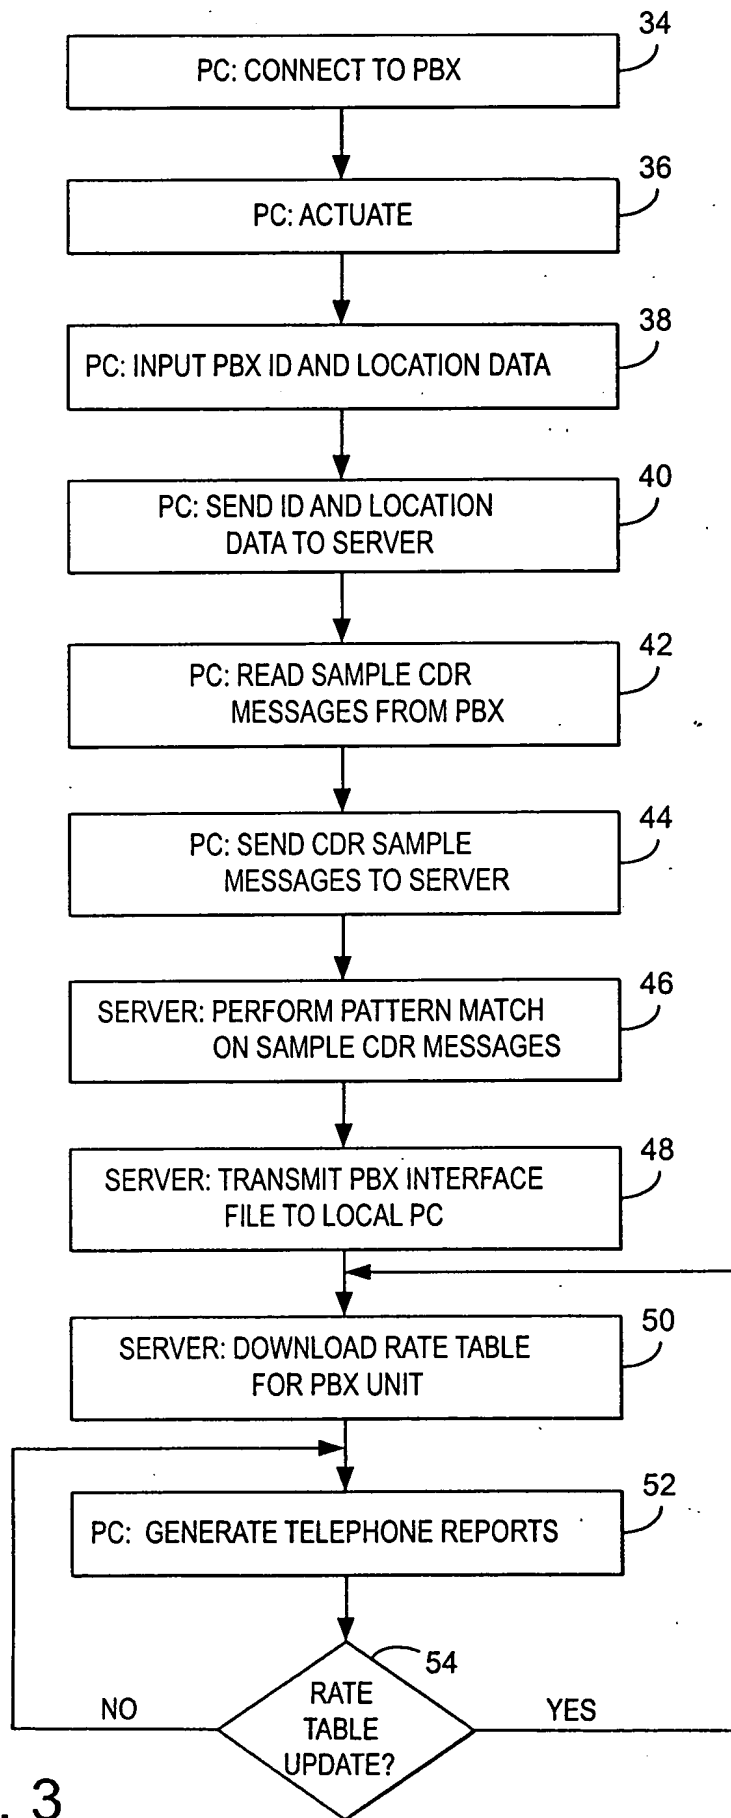 34
PC: CONNECT TO PBX
36
PC: ACTUATE
38
PC: INPUT PBX ID AND LOCATION DATA
40
PC: SEND ID AND LOCATION
DATA TO SERVER
42
PC: READ SAMPLE CDR
MESSAGES FROM PBX
44
PC: SEND CDR SAMPLE
MESSAGES TO SERVER
46
SERVER: PERFORM PATTERN MATCH
ON SAMPLE CDR MESSAGES
48
SERVER: TRANSMIT PBX INTERFACE
FILE TO LOCAL PC
50
SERVER: DOWNLOAD RATE TABLE
FOR PBX UNIT
52
PC: GENERATE TELEPHONE REPORTS
54
NO
RATE
TABLE
UPDATE?
YES
. 3